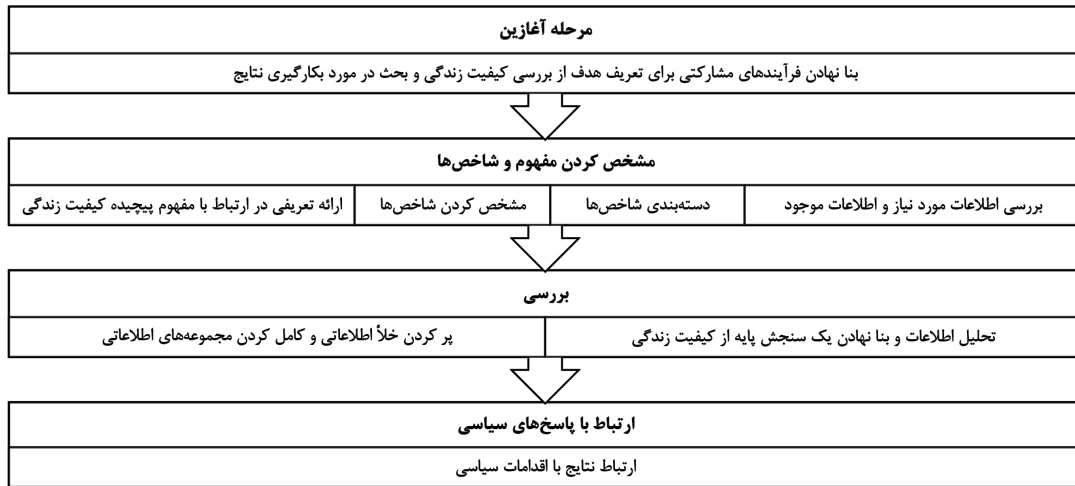 مرحله آغازین
بنا نهادن فرآیندهای مشارکتی برای تعریف هدف از بررسی کیفیت زندگی و بحث در مورد بکارگیری نتایج
مشخص کردن مفهوم و شاخص‌ها
بررسی اطلاعات مورد نیاز و اطلاعات موجود
دسته‌بندی شاخص‌ها
مشخص کردن شاخص‌ها
ارائه تعریفی در ارتباط با مفهوم پیچیده کیفیت زندگی
بررسی
تحلیل اطلاعات و بنا نهادن یک سنجش پایه از کیفیت زندگی
پر کردن خلأ اطلاعاتی و کامل کردن مجموعه‌های اطلاعاتی
ارتباط با پاسخ‌های سیاسی
ارتباط نتایج با اقدامات سیاسی